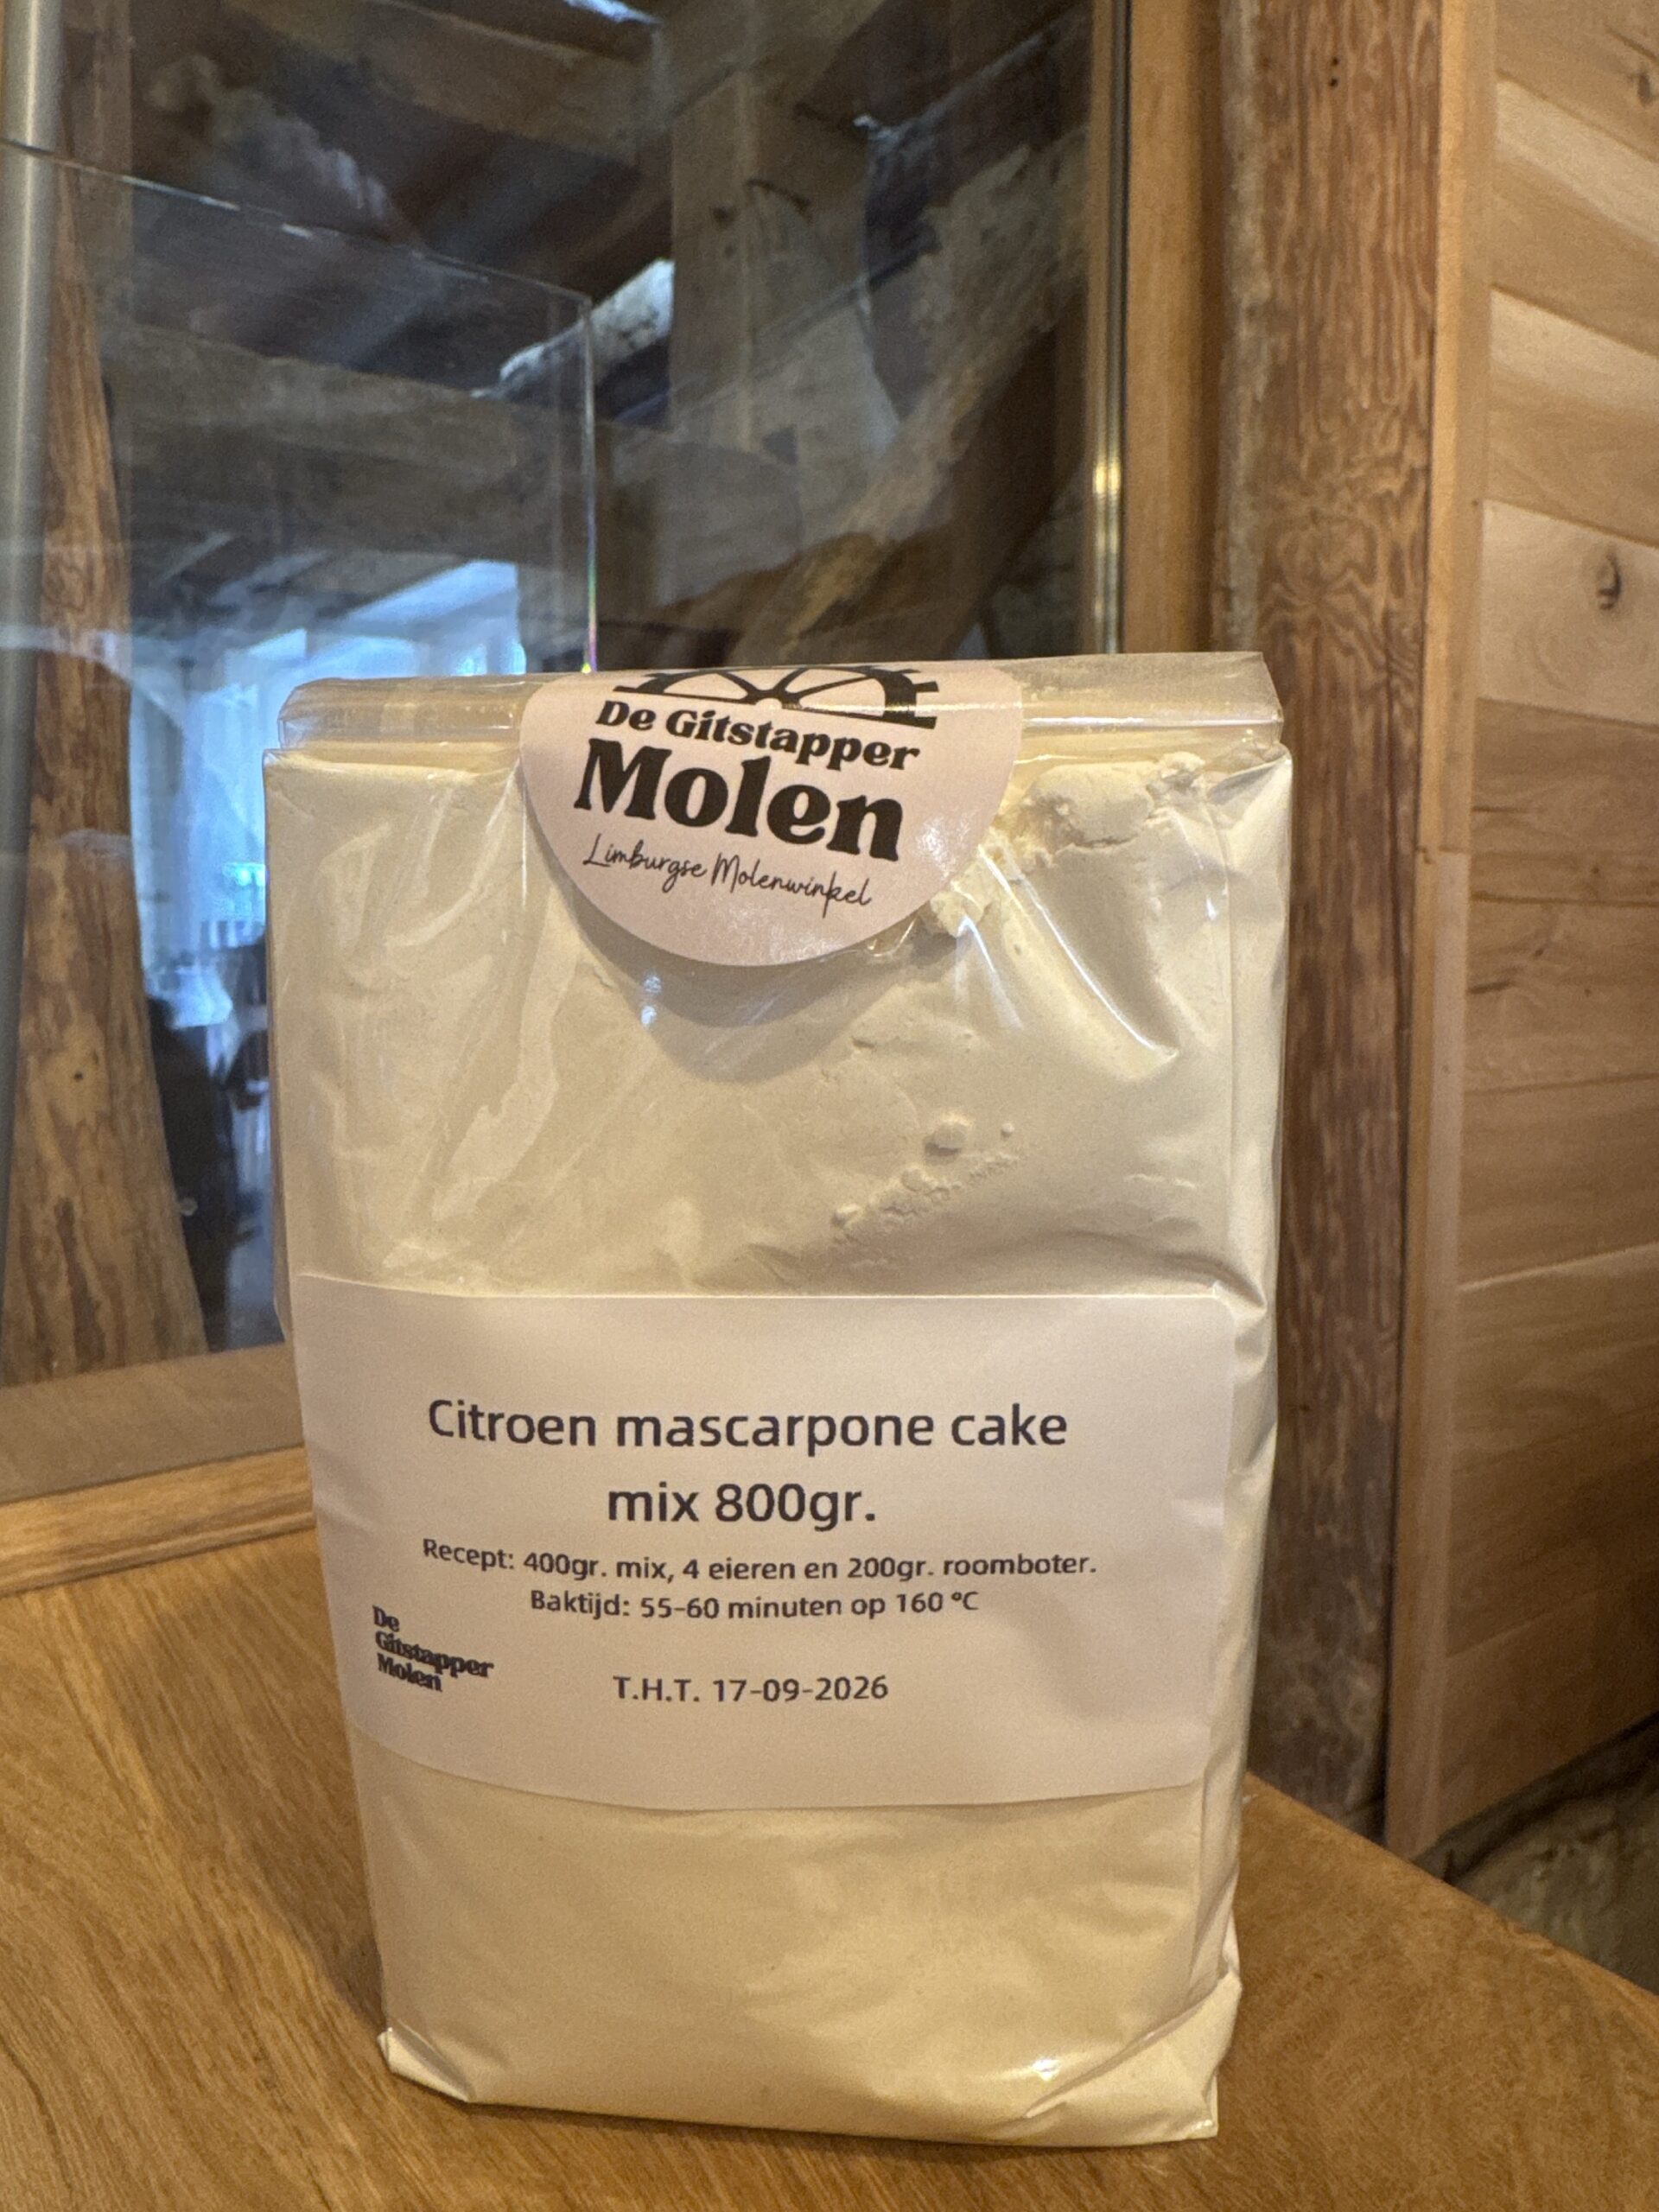 De Gitstapper
Molen
Limburgse Molenwinkel
Citroen mascarpone cake
mix 800gr.
Recept: 400gr. mix, 4 eieren en 200gr. roomboter.
Baktijd: 55-60 minuten op 160 °C
De
Gitstapper
Molen
T.H.T. 17-09-2026